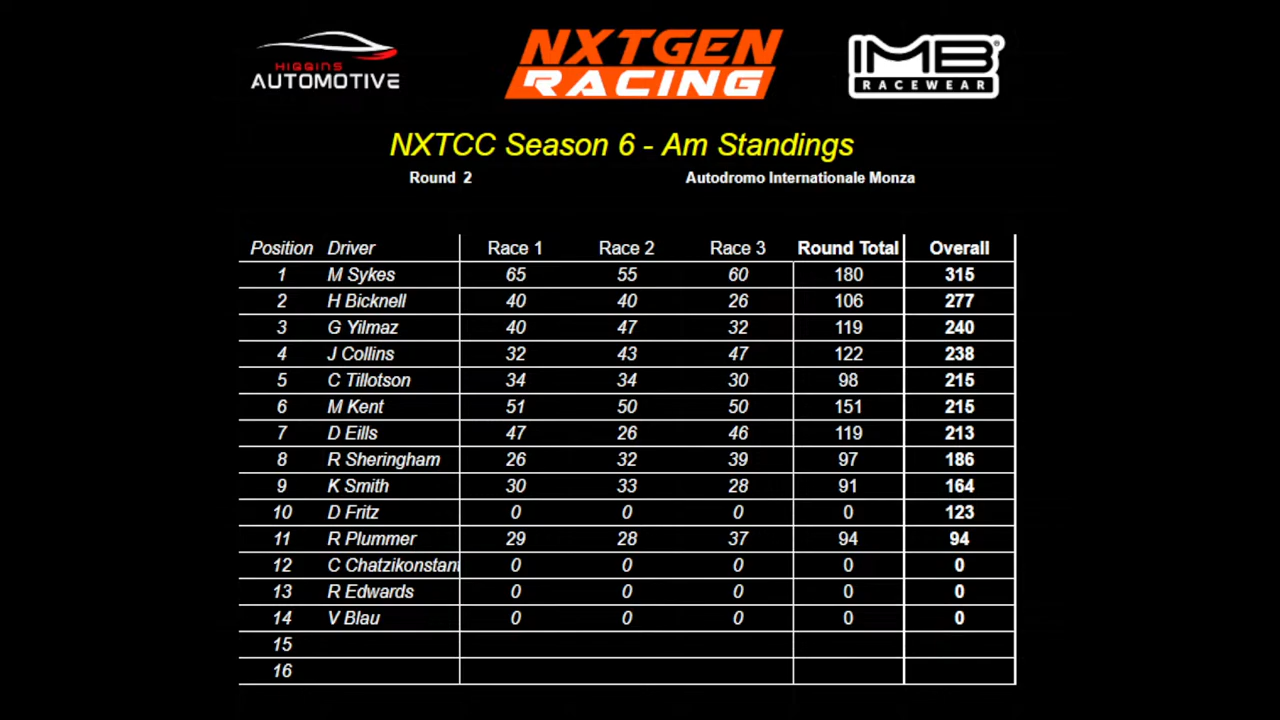 HIGGINS
AUTOMOTIVE
NXTGEN
RACING
IMB®
RACEWEAR
NXTCC Season 6 - Am Standings
Round 2 Autodromo Internationale Monza
Position Driver Race 1 Race 2 Race 3 Round Total Overall
1 M Sykes 65 55 60 180 315
2 H Bicknell 40 40 26 106 277
3 G Yilmaz 40 47 32 119 240
4 J Collins 32 43 47 122 238
5 C Tillotson 34 34 30 98 215
6 M Kent 51 50 50 151 215
7 D Eills 47 26 46 119 213
8 R Sheringham 26 32 39 97 186
9 K Smith 30 33 28 91 164
10 D Fritz 0 0 0 0 123
11 R Plummer 29 28 37 94 94
12 C Chatzikonstant 0 0 0 0 0
13 R Edwards 0 0 0 0 0
14 V Blau 0 0 0 0 0
15
16